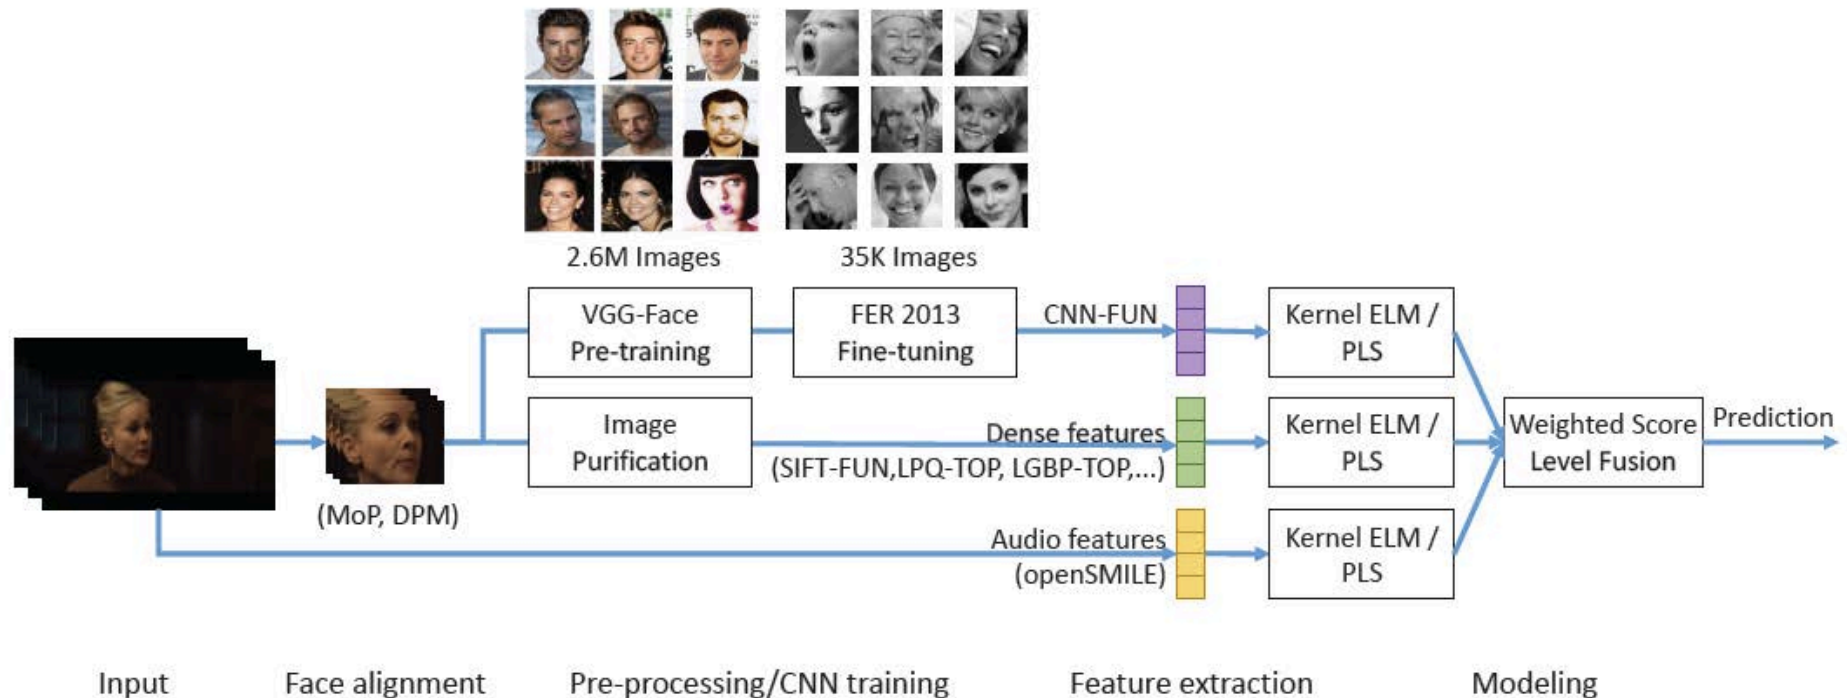 2.6M Images
35K Images
VGG-Face
Pre-training
FER 2013
Fine-tuning
CNN-FUN
Kernel ELM /
PLS
Image
Purification
Dense features
(SIFT-FUN,LPQ-TOP, LGBP-TOP,...)
Kernel ELM /
PLS
Weighted Score
Level Fusion
Prediction
(MoP, DPM)
Audio features
(openSMILE)
Kernel ELM /
PLS
Input
Face alignment
Pre-processing/CNN training
Feature extraction
Modeling